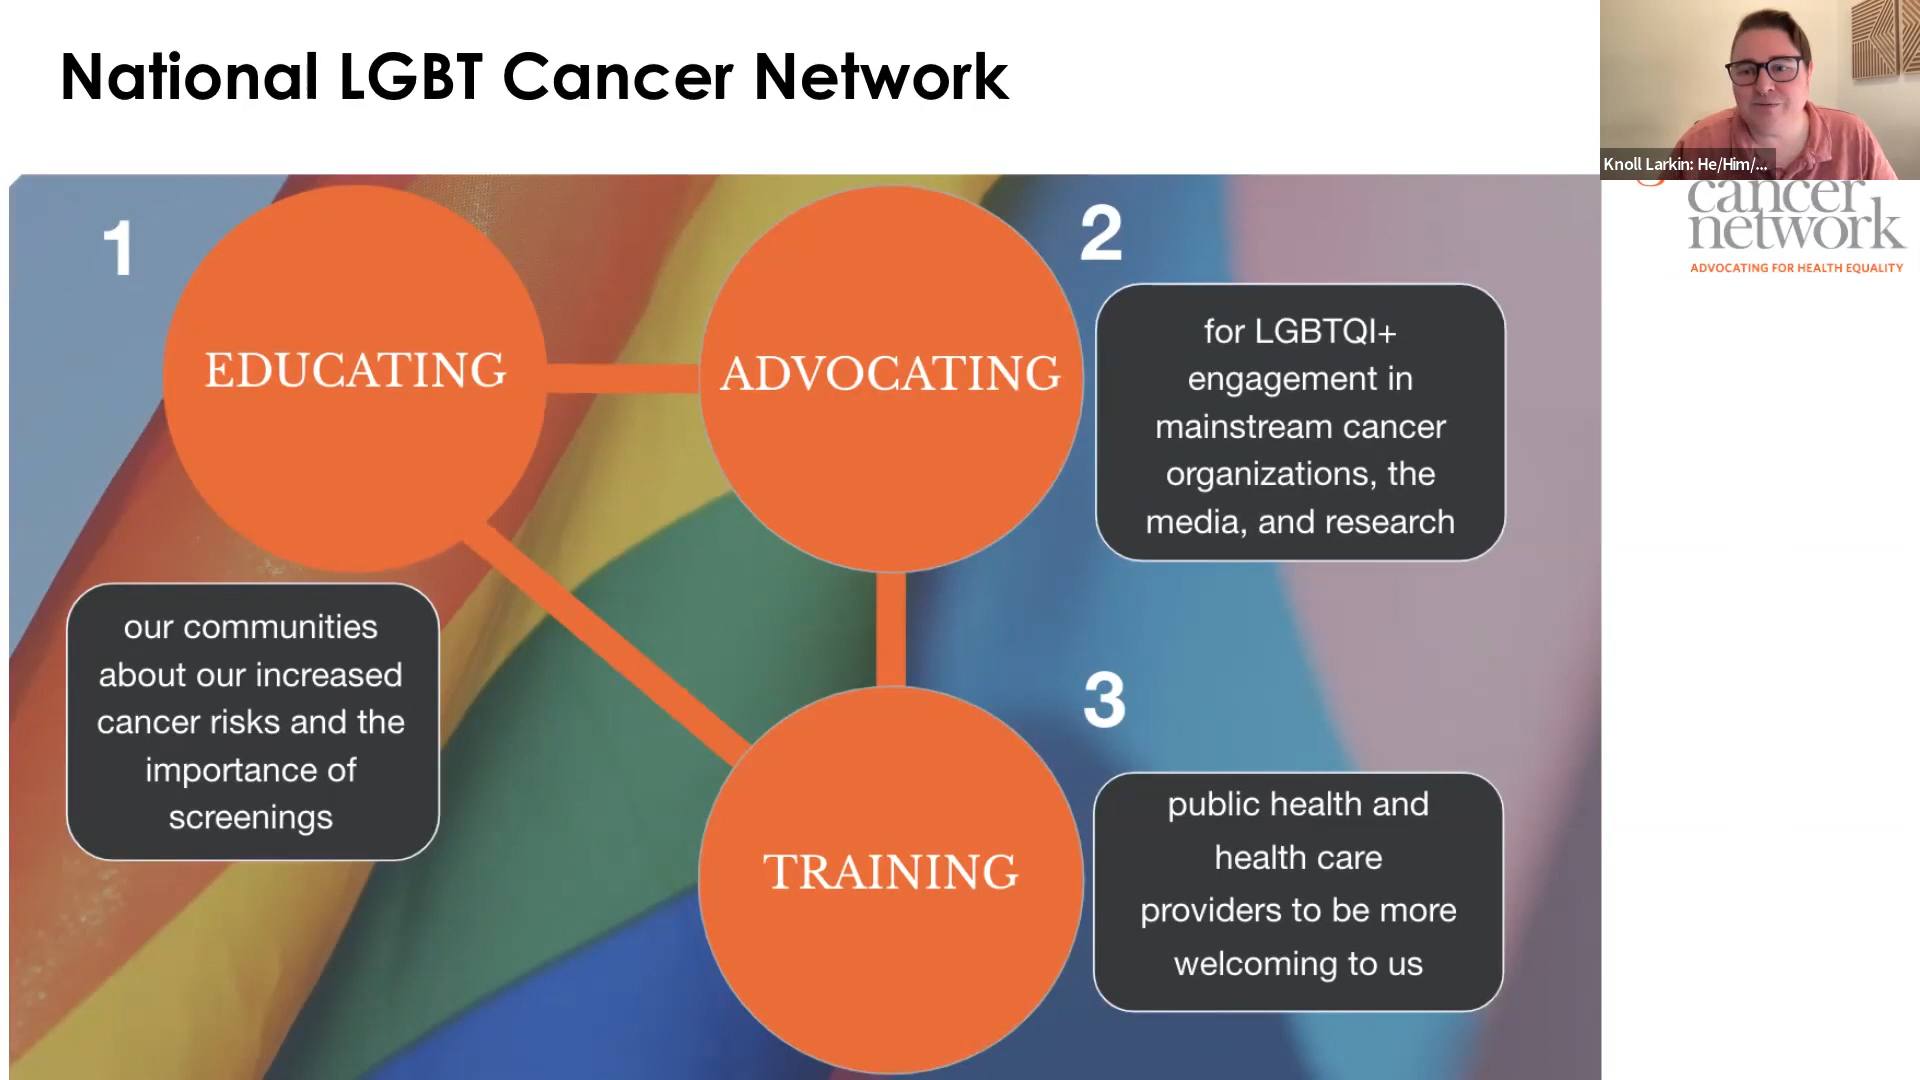 National LGBT Cancer Network
Knoll Larkin: He/Him/...
cancer
network
ADVOCATING FOR HEALTH EQUALITY
1
EDUCATING
our communities
about our increased
cancer risks and the
importance of
screenings
2
ADVOCATING
for LGBTQI+
engagement in
mainstream cancer
organizations, the
media, and research
3
TRAINING
public health and
health care
providers to be more
welcoming to us